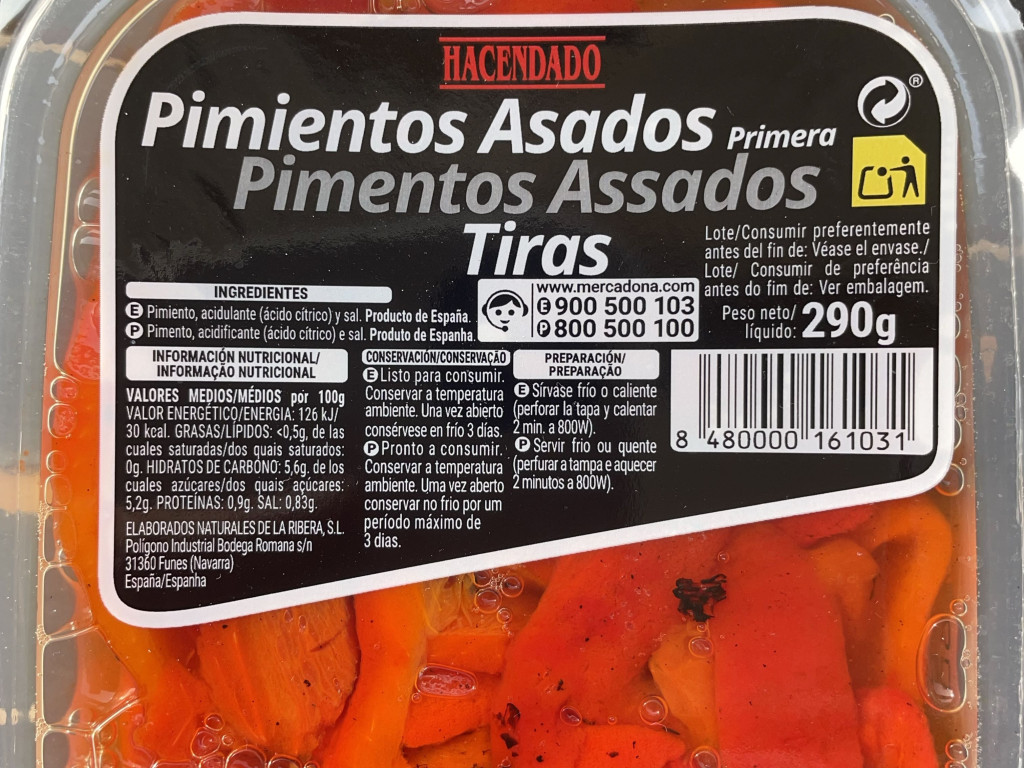 HACENDADO
Pimientos Asados Primera
Pimentos Assados
Tiras
®
Lote/Consumir preferentemente
antes del fin de: Véase el envase./
Lote/ Consumir de preferência
antes do fim de: Ver embalagem.
Peso neto/
líquido: 290g
INGREDIENTES
E Pimiento, acidulante (ácido cítrico) y sal. Producto de España.
P Pimento, acidificante (ácido cítrico) e sal. Produto de Espanha.
www.mercadona.com
E 900 500 103
P 800 500 100
INFORMACIÓN NUTRICIONAL/
INFORMAÇÃO NUTRICIONAL
VALORES MEDIOS/MÉDIOS por 100g
VALOR ENERGÉTICO/ENERGIA: 126 kJ/
30 kcal. GRASAS/LÍPIDOS: <0,5g, de las
cuales saturadas/dos quais saturados:
0g. HIDRATOS DE CARBONO: 5,6g. de los
cuales azúcares/dos quais açúcares:
5,2g. PROTEÍNAS: 0,9g. SAL: 0,83g.
ELABORADOS NATURALES DE LA RIBERA, S.L.
Polígono Industrial Bodega Romana s/n
31360 Funes (Navarra)
España/Espanha
CONSERVACIÓN/CONSERVAÇÃO
E Listo para consumir.
Conservar a temperatura
ambiente. Una vez abierto
consérvese en frío 3 días.
P Pronto a consumir.
Conservar a temperatura
ambiente. Uma vez aberto
conservar no frio por um
período máximo de
3 dias.
PREPARACIÓN/
PREPARAÇÃO
E Sírvase frío o caliente
(perforar la tapa y calentar
2 min. a 800W).
P Servir frio ou quente
(perfurar a tampa e aquecer
2 minutos a 800W).
8 480000 161031